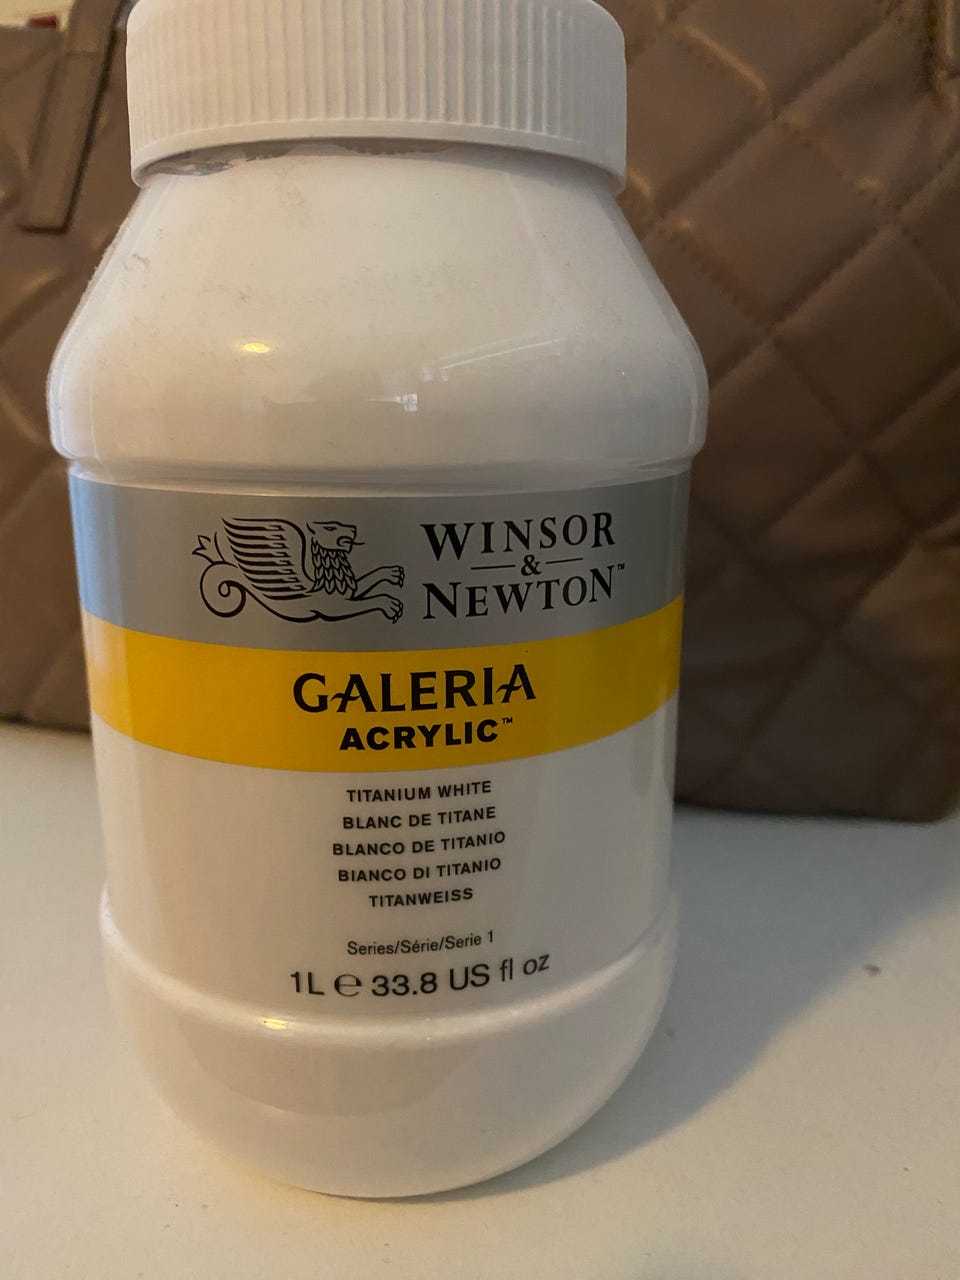 WINSOR
&
NEWTON™
GALERIA
ACRYLIC™
TITANIUM WHITE
BLANC DE TITANE
BLANCO DE TITANIO
BIANCO DI TITANIO
TITANWEISS
Series/Série/Serie 1
1L ℮ 33.8 US fl oz